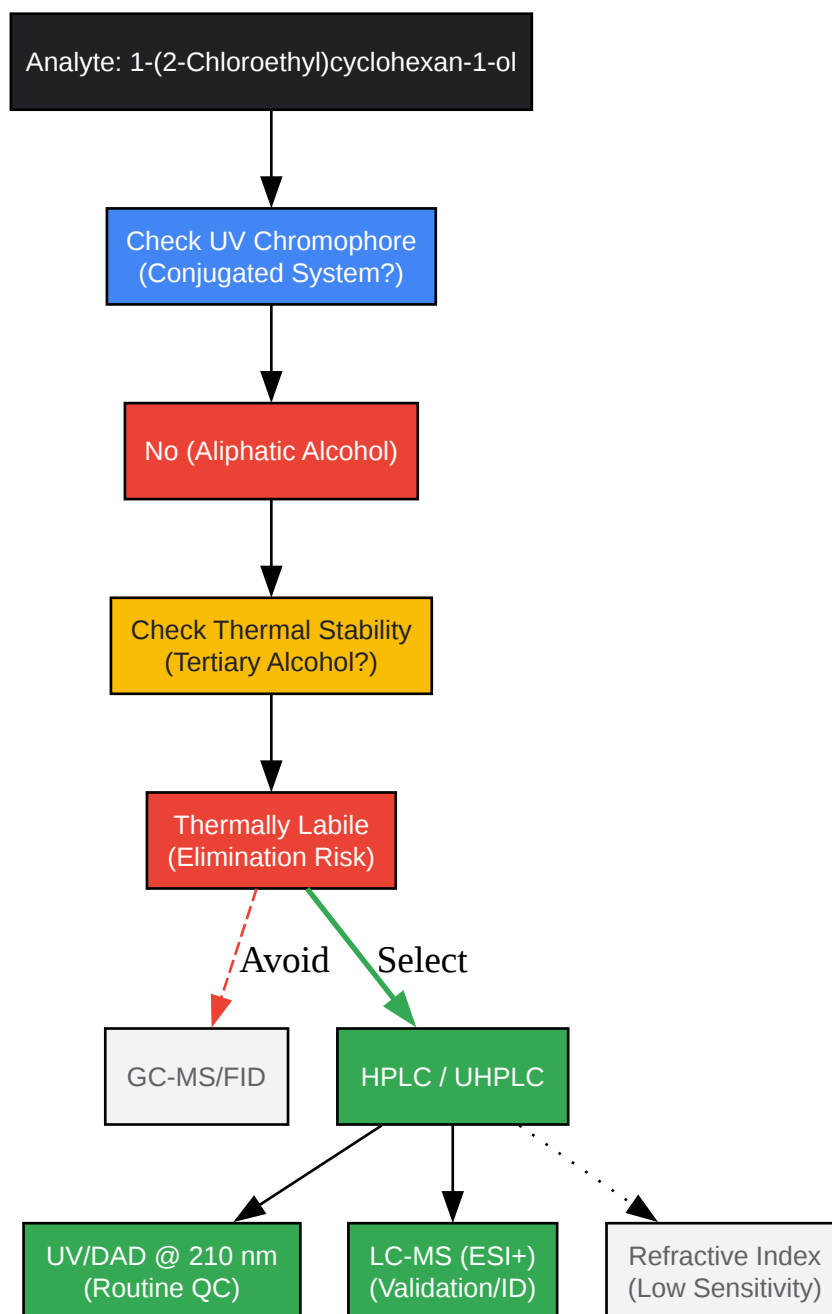 Analyte: 1-(2-Chloroethyl)cyclohexan-1-ol
Check UV Chromophore
(Conjugated System?)
No (Aliphatic Alcohol)
Check Thermal Stability
(Tertiary Alcohol?)
Thermally Labile
(Elimination Risk)
Avoid
Select
GC-MS/FID
HPLC / UHPLC
UV/DAD @ 210 nm
(Routine QC)
LC-MS (ESI+)
(Validation/ID)
Refractive Index
(Low Sensitivity)